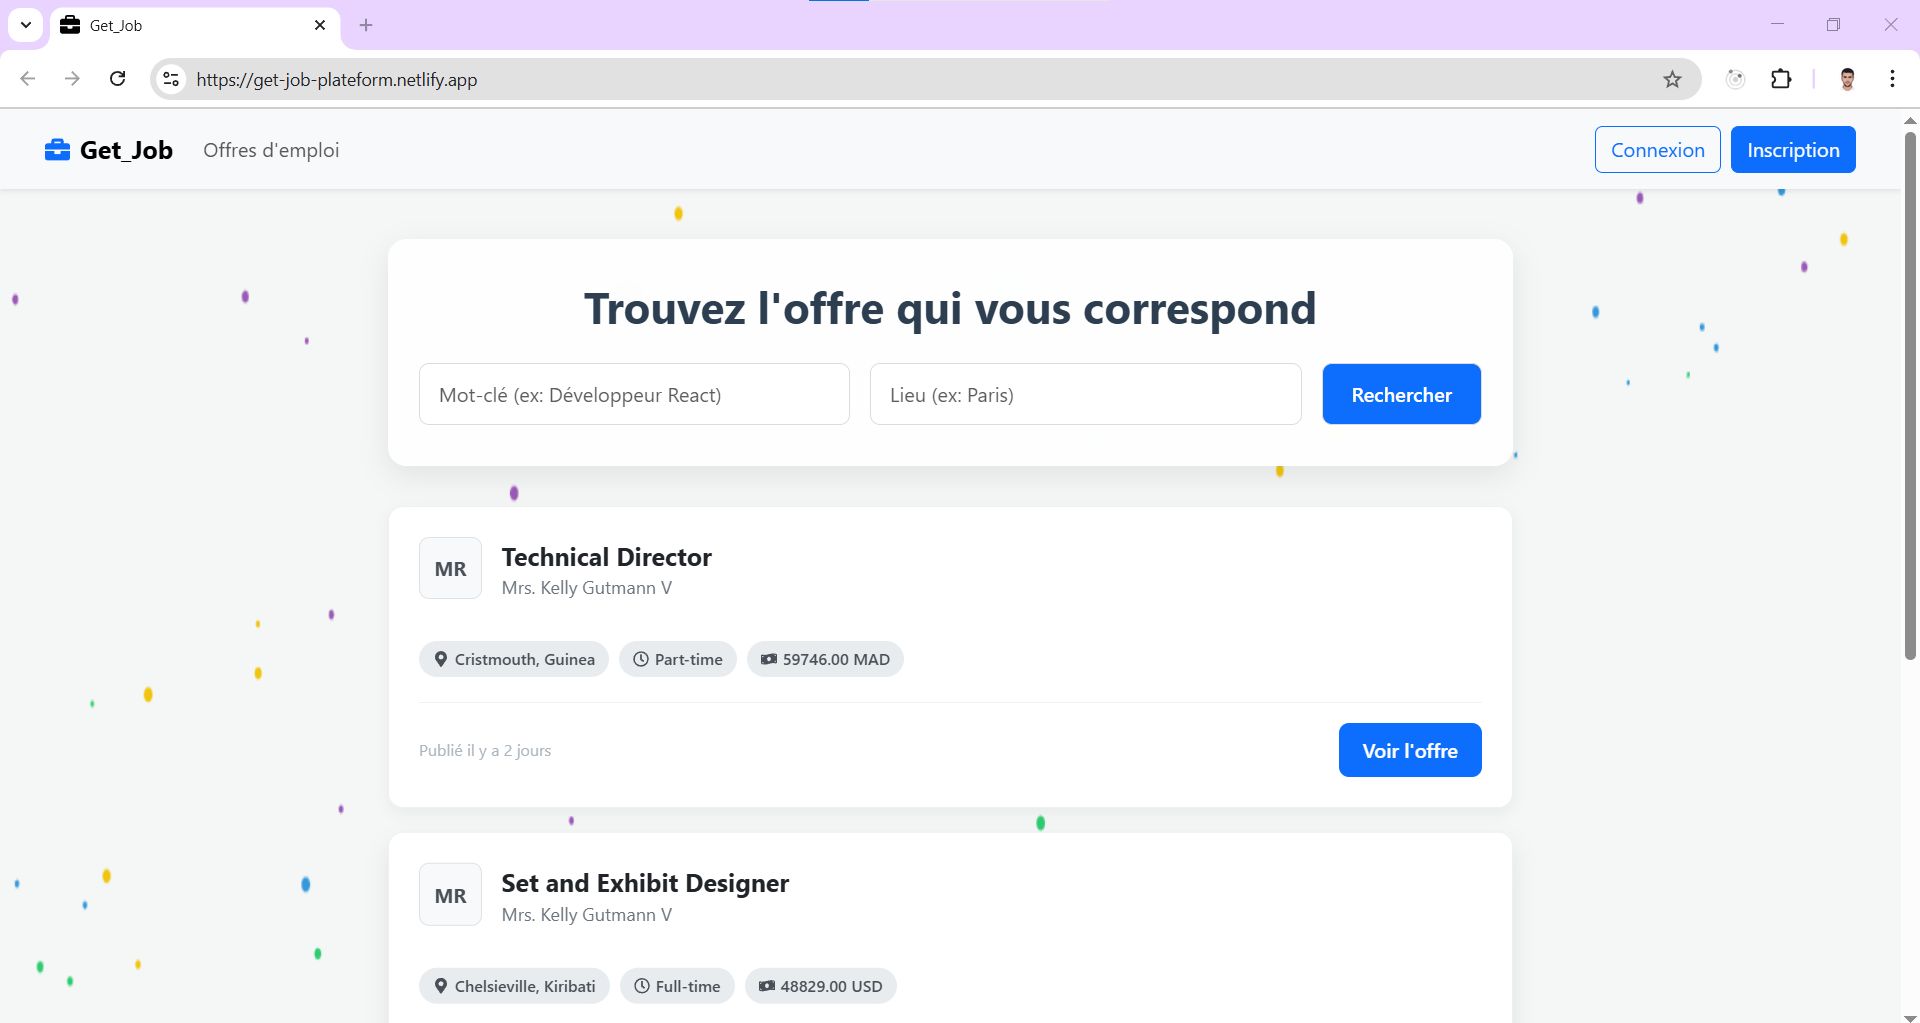 Get_Job
https://get-job-plateform.netlify.app
Get_Job Offres d'emploi Connexion Inscription
Trouvez l'offre qui vous correspond
Mot-clé (ex: Développeur React) Lieu (ex: Paris) Rechercher
MR Technical Director
Mrs. Kelly Gutmann V
Cristmouth, Guinea Part-time 59746.00 MAD
Publié il y a 2 jours Voir l'offre
MR Set and Exhibit Designer
Mrs. Kelly Gutmann V
Chelsieville, Kiribati Full-time 48829.00 USD